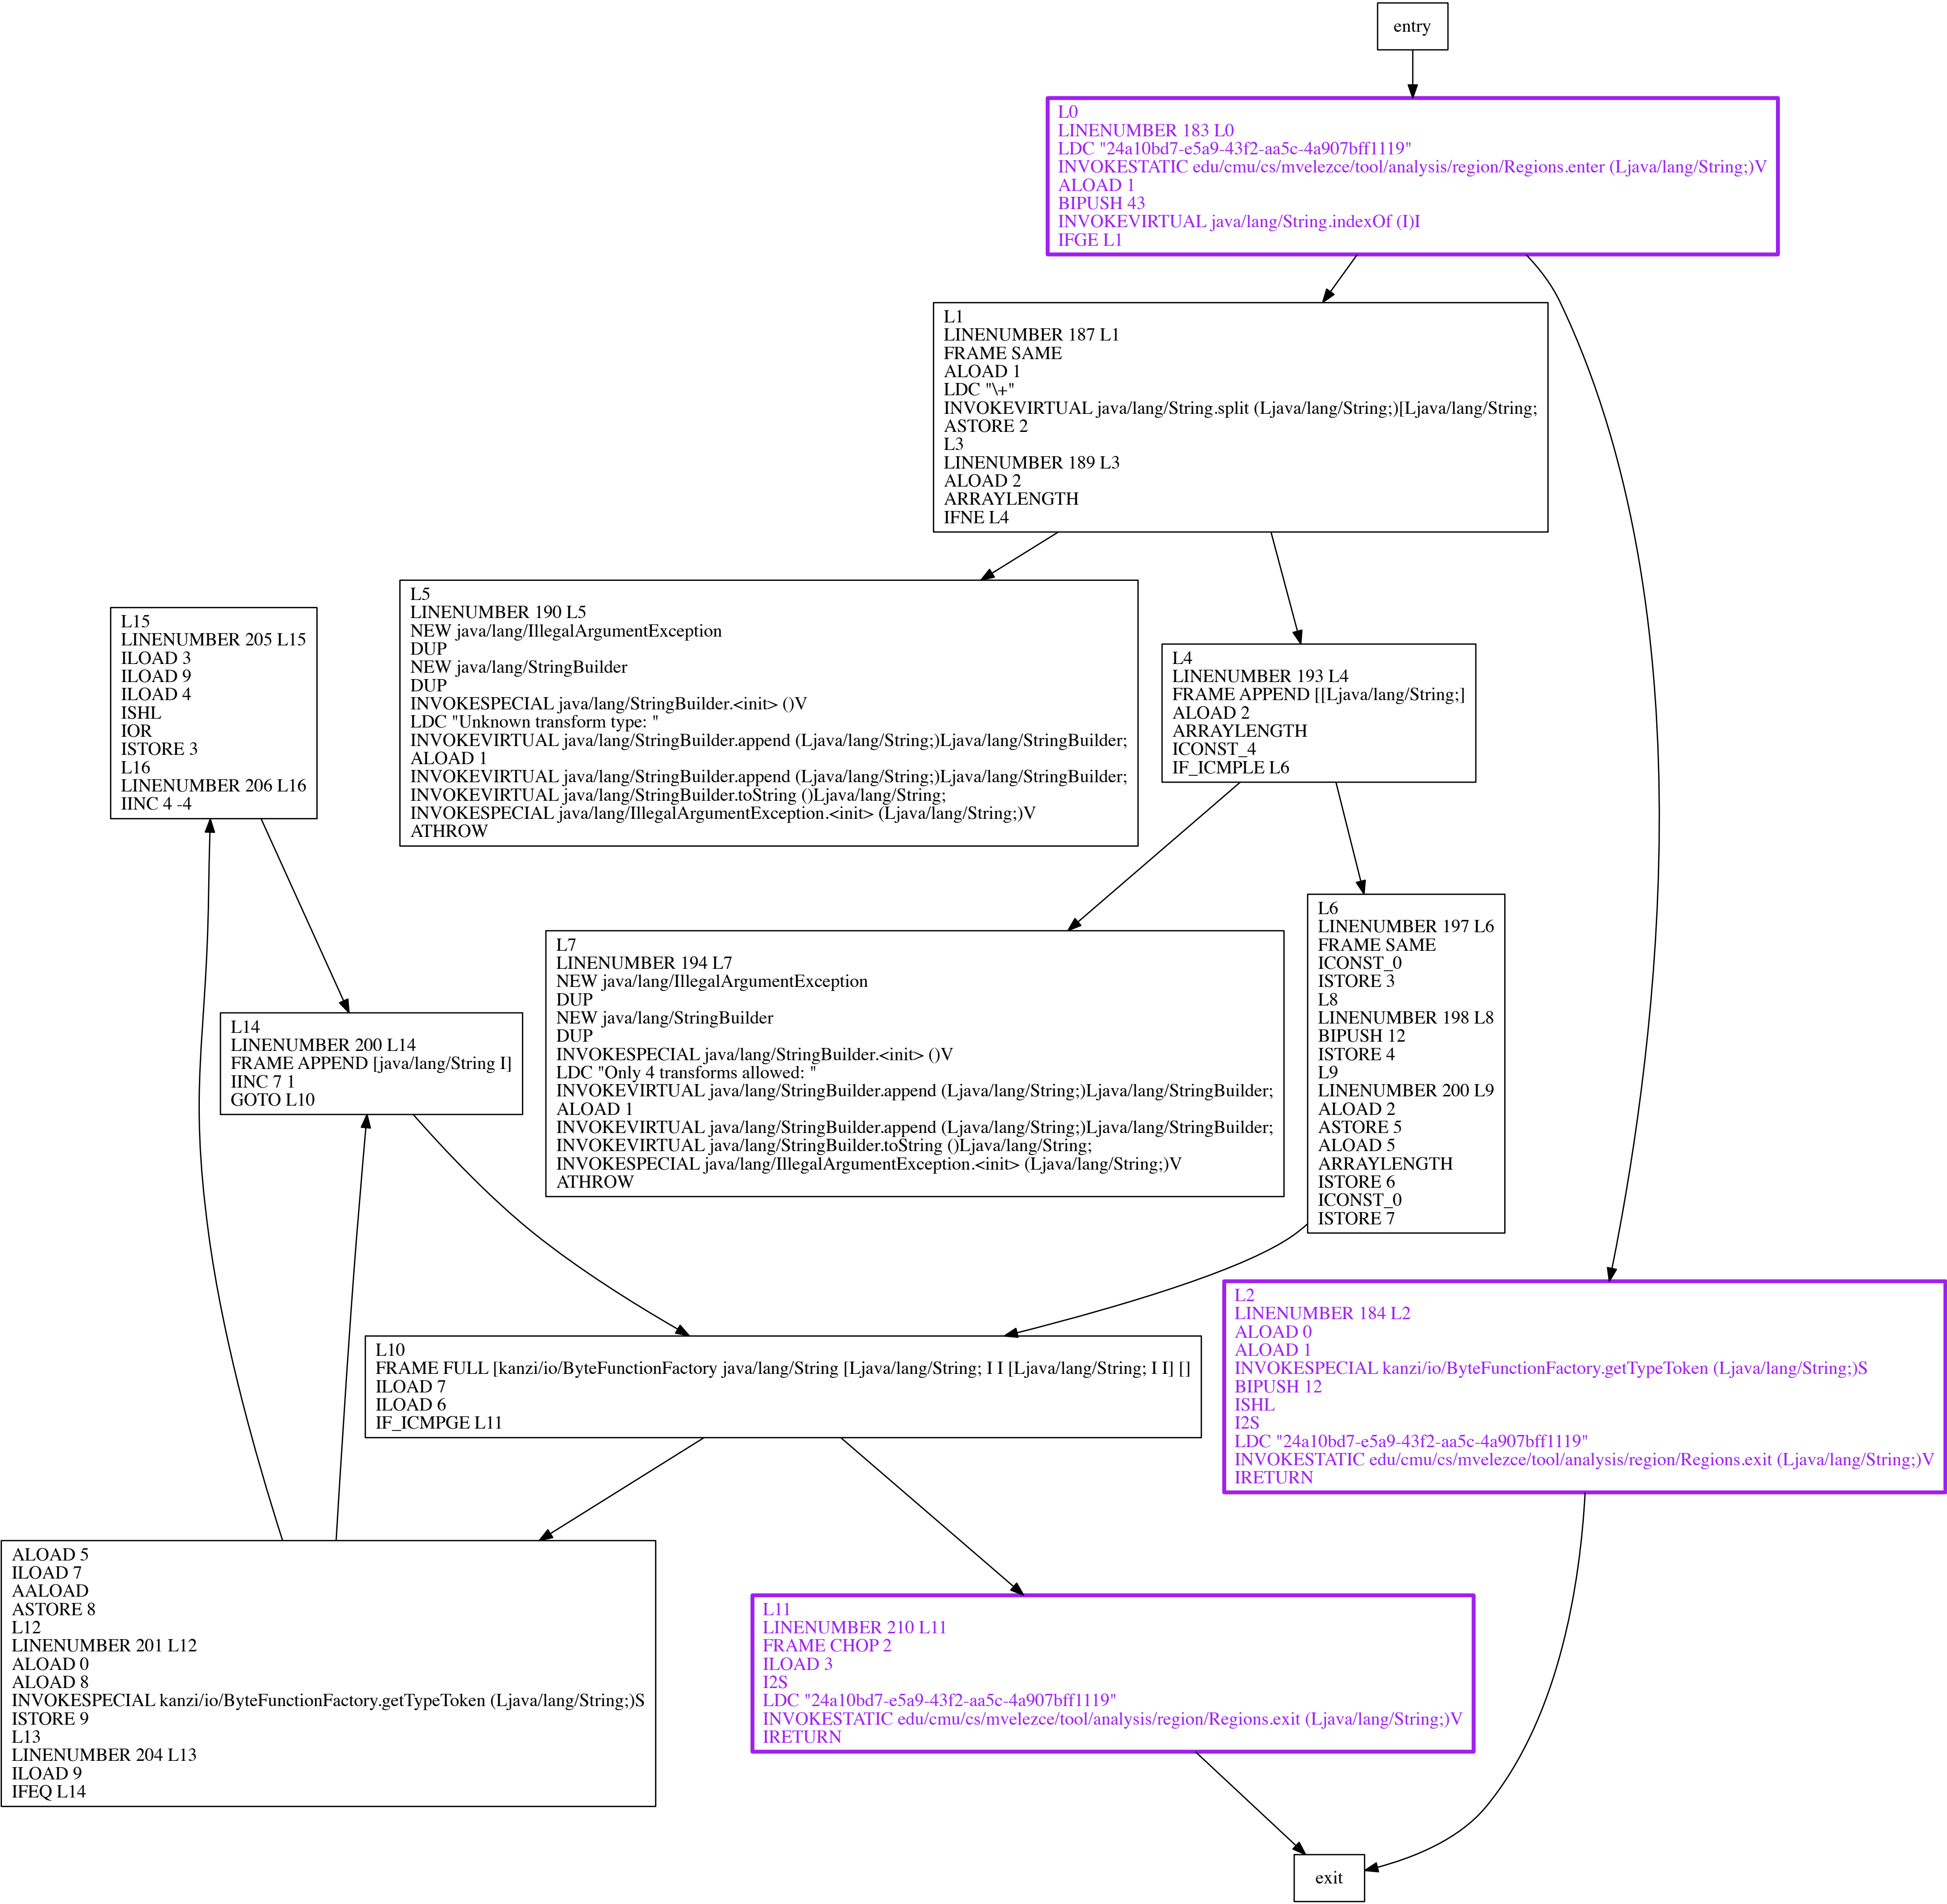 entry
L0
LINENUMBER 183 L0
LDC "24a10bd7-e5a9-43f2-aa5c-4a907bff1119"
INVOKESTATIC edu/cmu/cs/mvelezce/tool/analysis/region/Regions.enter (Ljava/lang/String;)V
ALOAD 1
BIPUSH 43
INVOKEVIRTUAL java/lang/String.indexOf (I)I
IFGE L1
L1
LINENUMBER 187 L1
FRAME SAME
ALOAD 1
LDC "\+"
INVOKEVIRTUAL java/lang/String.split (Ljava/lang/String;)[Ljava/lang/String;
ASTORE 2
L3
LINENUMBER 189 L3
ALOAD 2
ARRAYLENGTH
IFNE L4
L5
LINENUMBER 190 L5
NEW java/lang/IllegalArgumentException
DUP
NEW java/lang/StringBuilder
DUP
INVOKESPECIAL java/lang/StringBuilder.<init> ()V
LDC "Unknown transform type: "
INVOKEVIRTUAL java/lang/StringBuilder.append (Ljava/lang/String;)Ljava/lang/StringBuilder;
ALOAD 1
INVOKEVIRTUAL java/lang/StringBuilder.append (Ljava/lang/String;)Ljava/lang/StringBuilder;
INVOKEVIRTUAL java/lang/StringBuilder.toString ()Ljava/lang/String;
INVOKESPECIAL java/lang/IllegalArgumentException.<init> (Ljava/lang/String;)V
ATHROW
L15
LINENUMBER 205 L15
ILOAD 3
ILOAD 9
ILOAD 4
ISHL
IOR
ISTORE 3
L16
LINENUMBER 206 L16
IINC 4 -4
L4
LINENUMBER 193 L4
FRAME APPEND [[Ljava/lang/String;]
ALOAD 2
ARRAYLENGTH
ICONST_4
IF_ICMPLE L6
L6
LINENUMBER 197 L6
FRAME SAME
ICONST_0
ISTORE 3
L8
LINENUMBER 198 L8
BIPUSH 12
ISTORE 4
L9
LINENUMBER 200 L9
ALOAD 2
ASTORE 5
ALOAD 5
ARRAYLENGTH
ISTORE 6
ICONST_0
ISTORE 7
L7
LINENUMBER 194 L7
NEW java/lang/IllegalArgumentException
DUP
NEW java/lang/StringBuilder
DUP
INVOKESPECIAL java/lang/StringBuilder.<init> ()V
LDC "Only 4 transforms allowed: "
INVOKEVIRTUAL java/lang/StringBuilder.append (Ljava/lang/String;)Ljava/lang/StringBuilder;
ALOAD 1
INVOKEVIRTUAL java/lang/StringBuilder.append (Ljava/lang/String;)Ljava/lang/StringBuilder;
INVOKEVIRTUAL java/lang/StringBuilder.toString ()Ljava/lang/String;
INVOKESPECIAL java/lang/IllegalArgumentException.<init> (Ljava/lang/String;)V
ATHROW
L14
LINENUMBER 200 L14
FRAME APPEND [java/lang/String I]
IINC 7 1
GOTO L10
L2
LINENUMBER 184 L2
ALOAD 0
ALOAD 1
INVOKESPECIAL kanzi/io/ByteFunctionFactory.getTypeToken (Ljava/lang/String;)S
BIPUSH 12
ISHL
I2S
LDC "24a10bd7-e5a9-43f2-aa5c-4a907bff1119"
INVOKESTATIC edu/cmu/cs/mvelezce/tool/analysis/region/Regions.exit (Ljava/lang/String;)V
IRETURN
L10
FRAME FULL [kanzi/io/ByteFunctionFactory java/lang/String [Ljava/lang/String; I I [Ljava/lang/String; I I] []
ILOAD 7
ILOAD 6
IF_ICMPGE L11
ALOAD 5
ILOAD 7
AALOAD
ASTORE 8
L12
LINENUMBER 201 L12
ALOAD 0
ALOAD 8
INVOKESPECIAL kanzi/io/ByteFunctionFactory.getTypeToken (Ljava/lang/String;)S
ISTORE 9
L13
LINENUMBER 204 L13
ILOAD 9
IFEQ L14
L11
LINENUMBER 210 L11
FRAME CHOP 2
ILOAD 3
I2S
LDC "24a10bd7-e5a9-43f2-aa5c-4a907bff1119"
INVOKESTATIC edu/cmu/cs/mvelezce/tool/analysis/region/Regions.exit (Ljava/lang/String;)V
IRETURN
exit